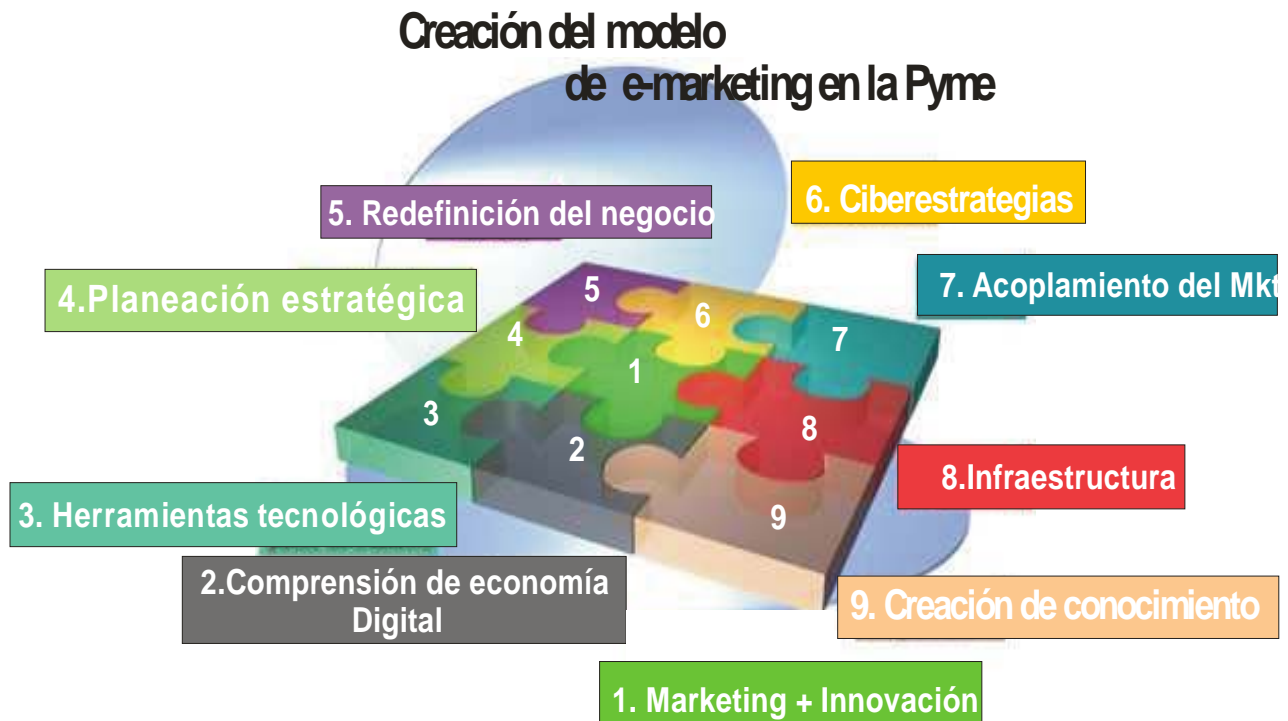 Creación del modelo
de e-marketing en la Pyme
5. Redefinición del negocio
6. Ciberestrategias
4.Planeación estratégica
7. Acoplamiento del Mkt
5
6
4
7
1
3
2
8
8.Infraestructura
3. Herramientas tecnológicas
9
2.Comprensión de economía
Digital
9. Creación de conocimiento
1. Marketing + Innovación